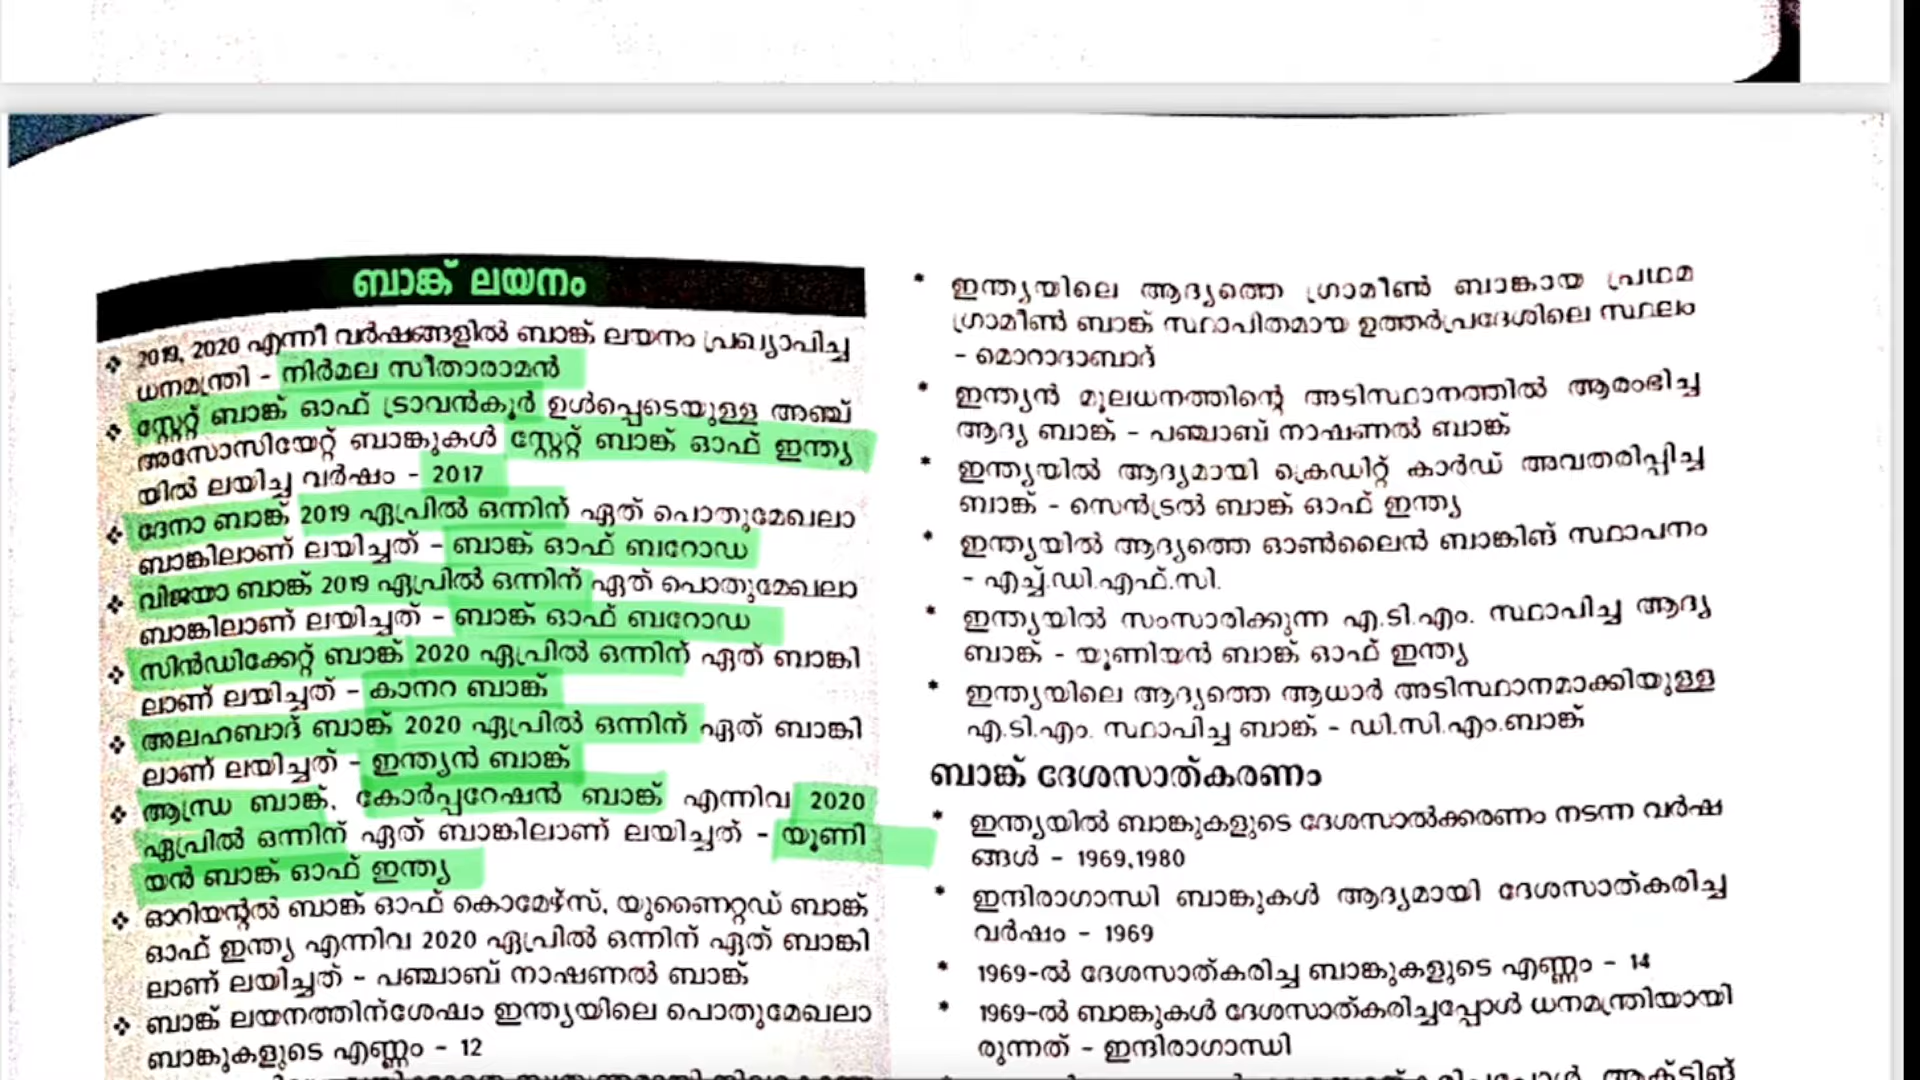 ബാങ്ക് ലയനം
2019, 2020 എന്നീ വർഷങ്ങളിൽ ബാങ്ക് ലയനം പ്രഖ്യാപിച്ച
ധനമന്ത്രി - നിർമല സീതാരാമൻ
സ്റ്റേറ്റ് ബാങ്ക് ഓഫ് ട്രാവൻകൂർ ഉൾപ്പെടെയുള്ള അഞ്ച്
അസോസിയേറ്റ് ബാങ്കുകൾ സ്റ്റേറ്റ് ബാങ്ക് ഓഫ് ഇന്ത്യ
യിൽ ലയിച്ച വർഷം - 2017
ദേനാ ബാങ്ക് 2019 ഏപ്രിൽ ഒന്നിന് ഏത് പൊതുമേഖലാ
ബാങ്കിലാണ് ലയിച്ചത് - ബാങ്ക് ഓഫ് ബറോഡ
വിജയാ ബാങ്ക് 2019 ഏപ്രിൽ ഒന്നിന് ഏത് പൊതുമേഖലാ
ബാങ്കിലാണ് ലയിച്ചത് - ബാങ്ക് ഓഫ് ബറോഡ
സിൻഡിക്കേറ്റ് ബാങ്ക് 2020 ഏപ്രിൽ ഒന്നിന് ഏത് ബാങ്കി
ലാണ് ലയിച്ചത് - കാനറ ബാങ്ക്
അലഹബാദ് ബാങ്ക് 2020 ഏപ്രിൽ ഒന്നിന് ഏത് ബാങ്കി
ലാണ് ലയിച്ചത് - ഇന്ത്യൻ ബാങ്ക്
ആന്ധ്ര ബാങ്ക്, കോർപ്പറേഷൻ ബാങ്ക് എന്നിവ 2020
ഏപ്രിൽ ഒന്നിന് ഏത് ബാങ്കിലാണ് ലയിച്ചത് - യൂണി
യൻ ബാങ്ക് ഓഫ് ഇന്ത്യ
ഓറിയന്റൽ ബാങ്ക് ഓഫ് കൊമേഴ്സ്, യുണൈറ്റഡ് ബാങ്ക്
ഓഫ് ഇന്ത്യ എന്നിവ 2020 ഏപ്രിൽ ഒന്നിന് ഏത് ബാങ്കി
ലാണ് ലയിച്ചത് - പഞ്ചാബ് നാഷണൽ ബാങ്ക്
ബാങ്ക് ലയനത്തിന്ശേഷം ഇന്ത്യയിലെ പൊതുമേഖലാ
ബാങ്കുകളുടെ എണ്ണം - 12
* ഇന്ത്യയിലെ ആദ്യത്തെ ഗ്രാമീൺ ബാങ്കായ പ്രഥമ
ഗ്രാമീൺ ബാങ്ക് സ്ഥാപിതമായ ഉത്തർപ്രദേശിലെ സ്ഥലം
- മൊറാദാബാദ്
* ഇന്ത്യൻ മൂലധനത്തിന്റെ അടിസ്ഥാനത്തിൽ ആരംഭിച്ച
ആദ്യ ബാങ്ക് - പഞ്ചാബ് നാഷണൽ ബാങ്ക്
* ഇന്ത്യയിൽ ആദ്യമായി ക്രെഡിറ്റ് കാർഡ് അവതരിപ്പിച്ച
ബാങ്ക് - സെൻട്രൽ ബാങ്ക് ഓഫ് ഇന്ത്യ
* ഇന്ത്യയിൽ ആദ്യത്തെ ഓൺലൈൻ ബാങ്കിങ് സ്ഥാപനം
- എച്ച്.ഡി.എഫ്.സി.
* ഇന്ത്യയിൽ സംസാരിക്കുന്ന എ.ടി.എം. സ്ഥാപിച്ച ആദ്യ
ബാങ്ക് - യൂണിയൻ ബാങ്ക് ഓഫ് ഇന്ത്യ
* ഇന്ത്യയിലെ ആദ്യത്തെ ആധാർ അടിസ്ഥാനമാക്കിയുള്ള
എ.ടി.എം. സ്ഥാപിച്ച ബാങ്ക് - ഡി.സി.എം.ബാങ്ക്
ബാങ്ക് ദേശസാത്കരണം
* ഇന്ത്യയിൽ ബാങ്കുകളുടെ ദേശസാൽക്കരണം നടന്ന വർഷ
ങ്ങൾ - 1969,1980
* ഇന്ദിരാഗാന്ധി ബാങ്കുകൾ ആദ്യമായി ദേശസാത്കരിച്ച
വർഷം - 1969
* 1969-ൽ ദേശസാത്കരിച്ച ബാങ്കുകളുടെ എണ്ണം - 14
* 1969-ൽ ബാങ്കുകൾ ദേശസാത്കരിച്ചപ്പോൾ ധനമന്ത്രിയായി
രുന്നത് - ഇന്ദിരാഗാന്ധി